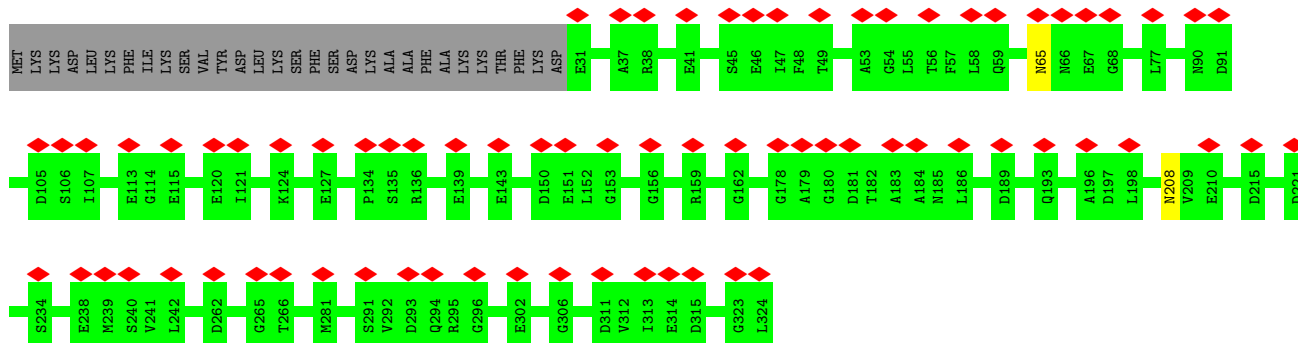 MET LYS LYS ASP LEU LYS PHE ILE LYS SER VAL TYR ASP LEU LYS SER PHE SER ASP LYS ALA ALA PHE ALA LYS LYS THR PHE LYS ASP E31 A37 R38 E41 S45 E46 I47 F48 T49 A53 G54 L55 T56 F57 L58 Q59 N65 N66 E67 G68 L77 N90 D91
D105 S106 I107 E113 G114 E115 E120 I121 K124 E127 P134 S135 R136 E139 E143 D150 E151 L152 G153 G156 R159 G162 G178 A179 G180 D181 T182 A183 A184 N185 L186 D189 Q193 A196 D197 L198 N208 V209 E210 D215 D221
S234 E238 M239 S240 V241 L242 D262 G265 T266 M281 S291 V292 D293 Q294 R295 G296 E302 G306 D311 V312 I313 E314 D315 G323 L324